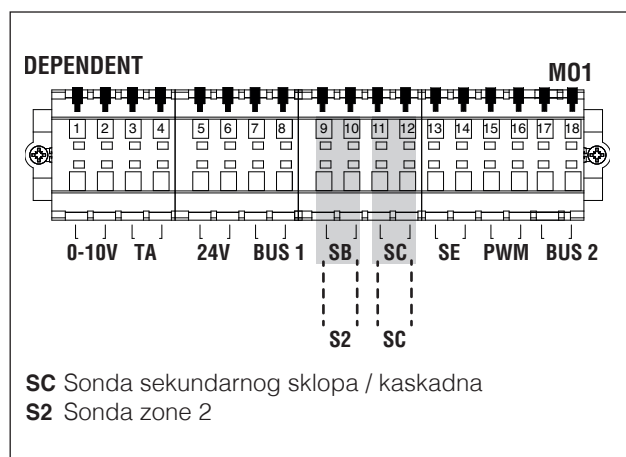 DEPENDENT M01
1 2 3 4 5 6 7 8 9 10 11 12 13 14 15 16 17 18
0-10V TA 24V BUS 1 SB SC SE PWM BUS 2
S2 SC
SC Sonda sekundarnog sklopa / kaskadna
S2 Sonda zone 2